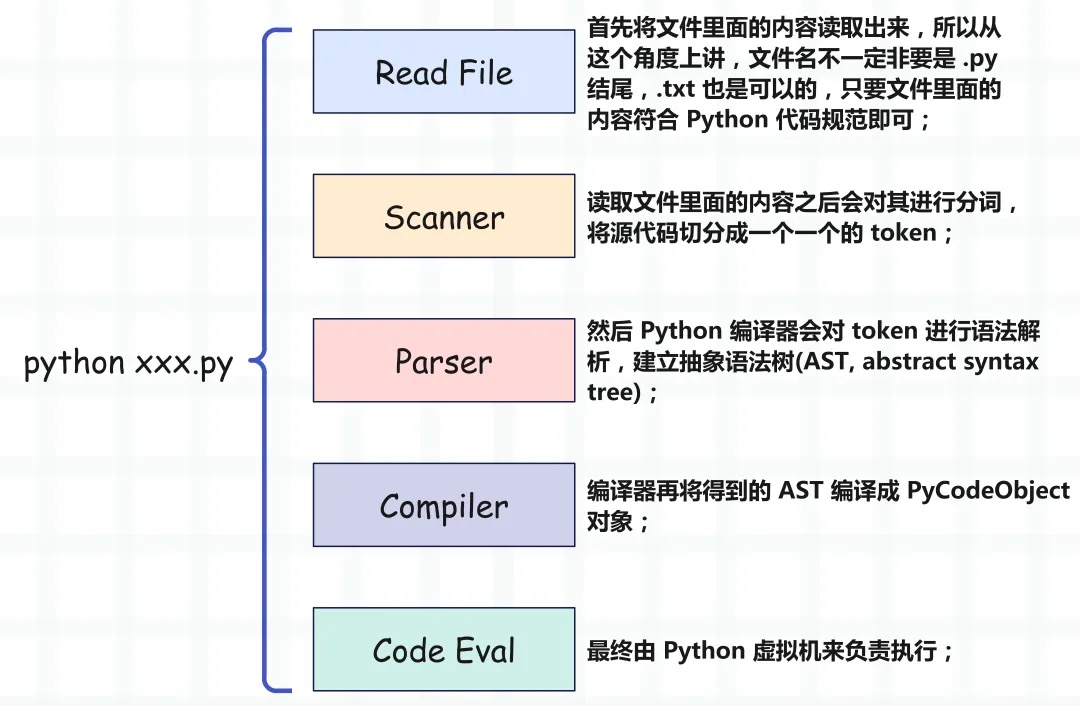 python xxx.py
Read File
首先将文件里面的内容读取出来，所以从
这个角度上讲，文件名不一定非要是 .py
结尾，.txt 也是可以的，只要文件里面的
内容符合 Python 代码规范即可；
Scanner
读取文件里面的内容之后会对其进行分词，
将源代码切分成一个一个的 token；
Parser
然后 Python 编译器会对 token 进行语法解
析，建立抽象语法树(AST, abstract syntax
tree)；
Compiler
编译器再将得到的 AST 编译成 PyCodeObject
对象；
Code Eval
最终由 Python 虚拟机来负责执行；